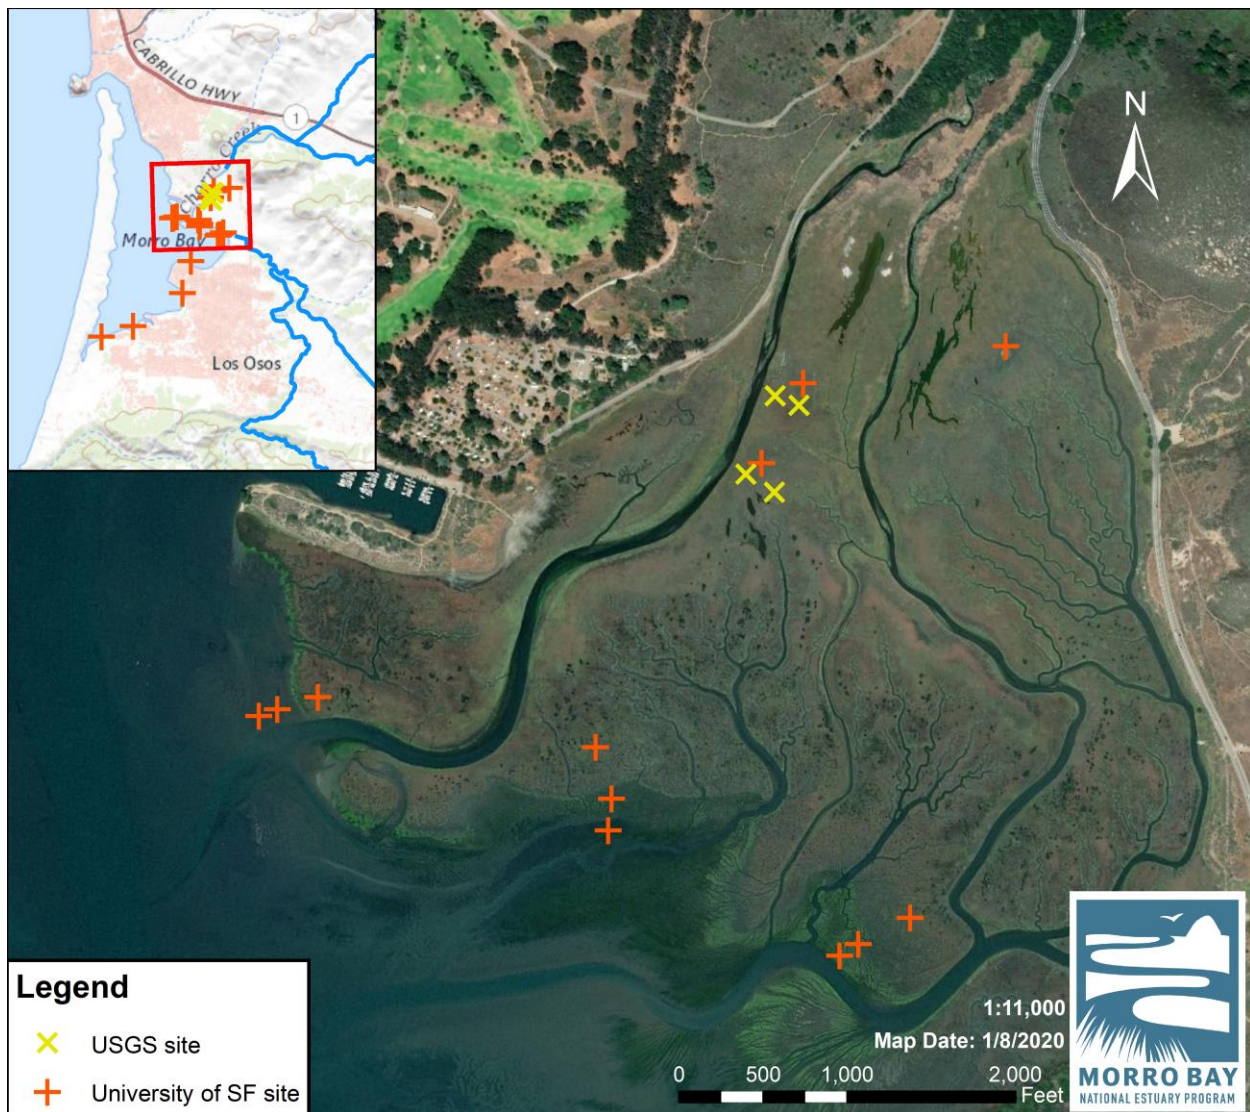 CABRILLO HWY
1
Chorro Creek
Morro Bay
Los Osos
N
Legend
USGS site
University of SF site
1:11,000
Map Date: 1/8/2020
0 500 1,000 2,000
Feet
MORRO BAY
NATIONAL ESTUARY PROGRAM